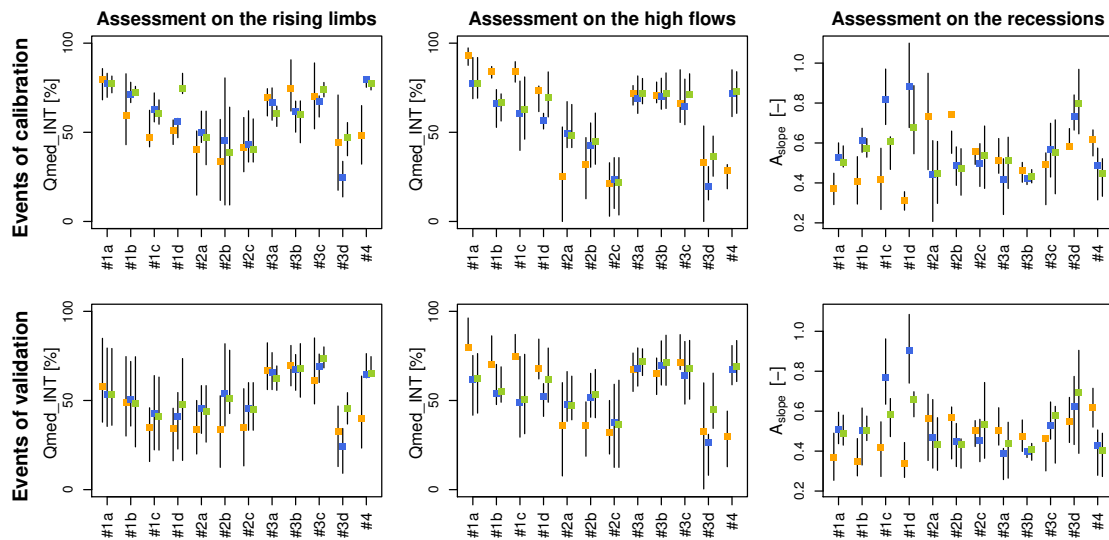 Assessment on the rising limbs
Assessment on the high flows
Assessment on the recessions
Events of calibration
Qmed_INT [%]
100
50
0
#1a #1b #1c #1d #2a #2b #2c #3a #3b #3c #3d #4
Qmed_INT [%]
100
50
0
#1a #1b #1c #1d #2a #2b #2c #3a #3b #3c #3d #4
Aslope [−]
1.0
0.8
0.6
0.4
0.2
#1a #1b #1c #1d #2a #2b #2c #3a #3b #3c #3d #4
Events of validation
Qmed_INT [%]
100
50
0
#1a #1b #1c #1d #2a #2b #2c #3a #3b #3c #3d #4
Qmed_INT [%]
100
50
0
#1a #1b #1c #1d #2a #2b #2c #3a #3b #3c #3d #4
Aslope [−]
1.0
0.8
0.6
0.4
0.2
#1a #1b #1c #1d #2a #2b #2c #3a #3b #3c #3d #4